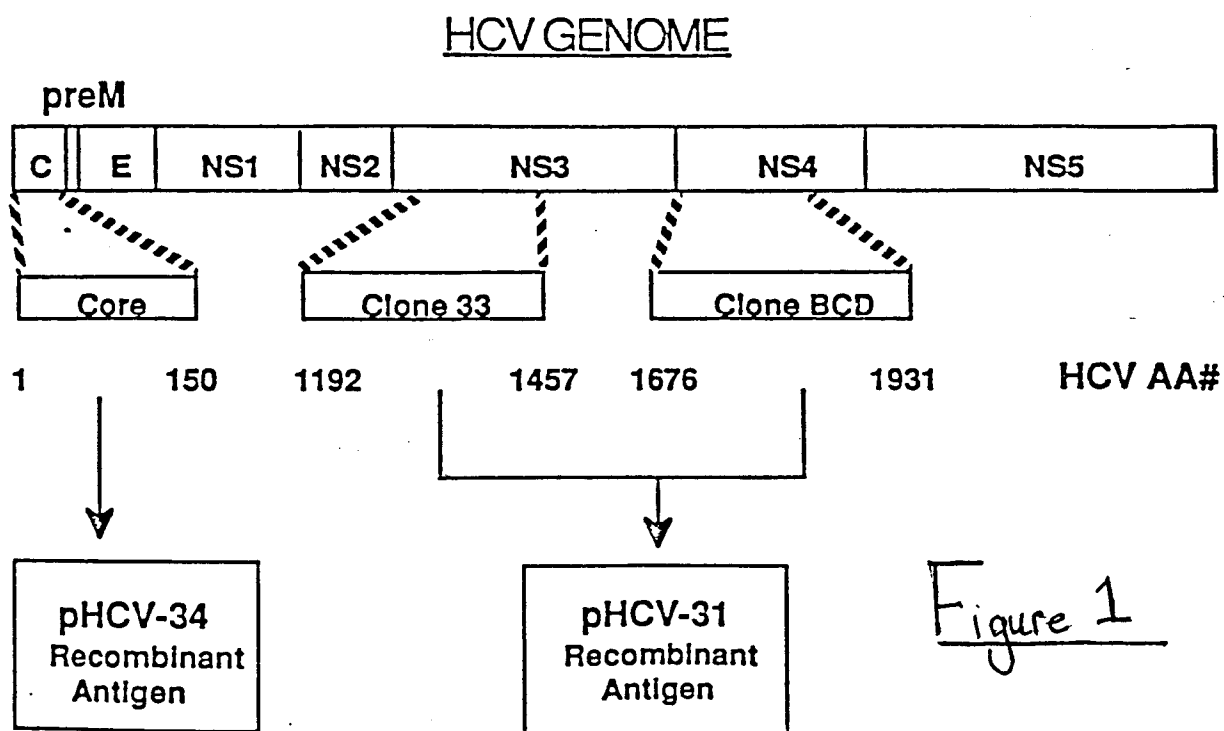 HCV GENOME
preM
C E NS1 NS2 NS3 NS4 NS5
Core Clone 33 Clone BCD
1 150 1192 1457 1676 1931 HCV AA#
pHCV-34
Recombinant
Antigen
pHCV-31
Recombinant
Antigen
Figure 1